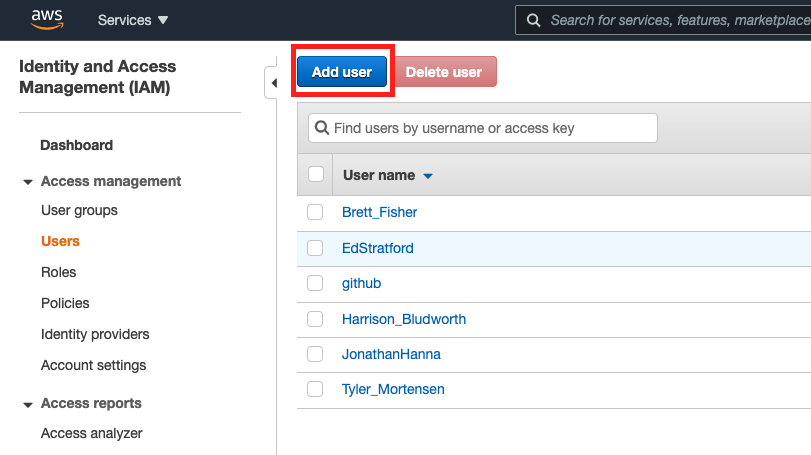 aws
Services
Search for services, features, marketplace
Identity and Access
Management (IAM)
Add user
Delete user
Find users by username or access key
Dashboard
User name
Access management
User groups
Users
Roles
Policies
Identity providers
Account settings
Access reports
Access analyzer
Brett_Fisher
EdStratford
github
Harrison_Bludworth
JonathanHanna
Tyler_Mortensen